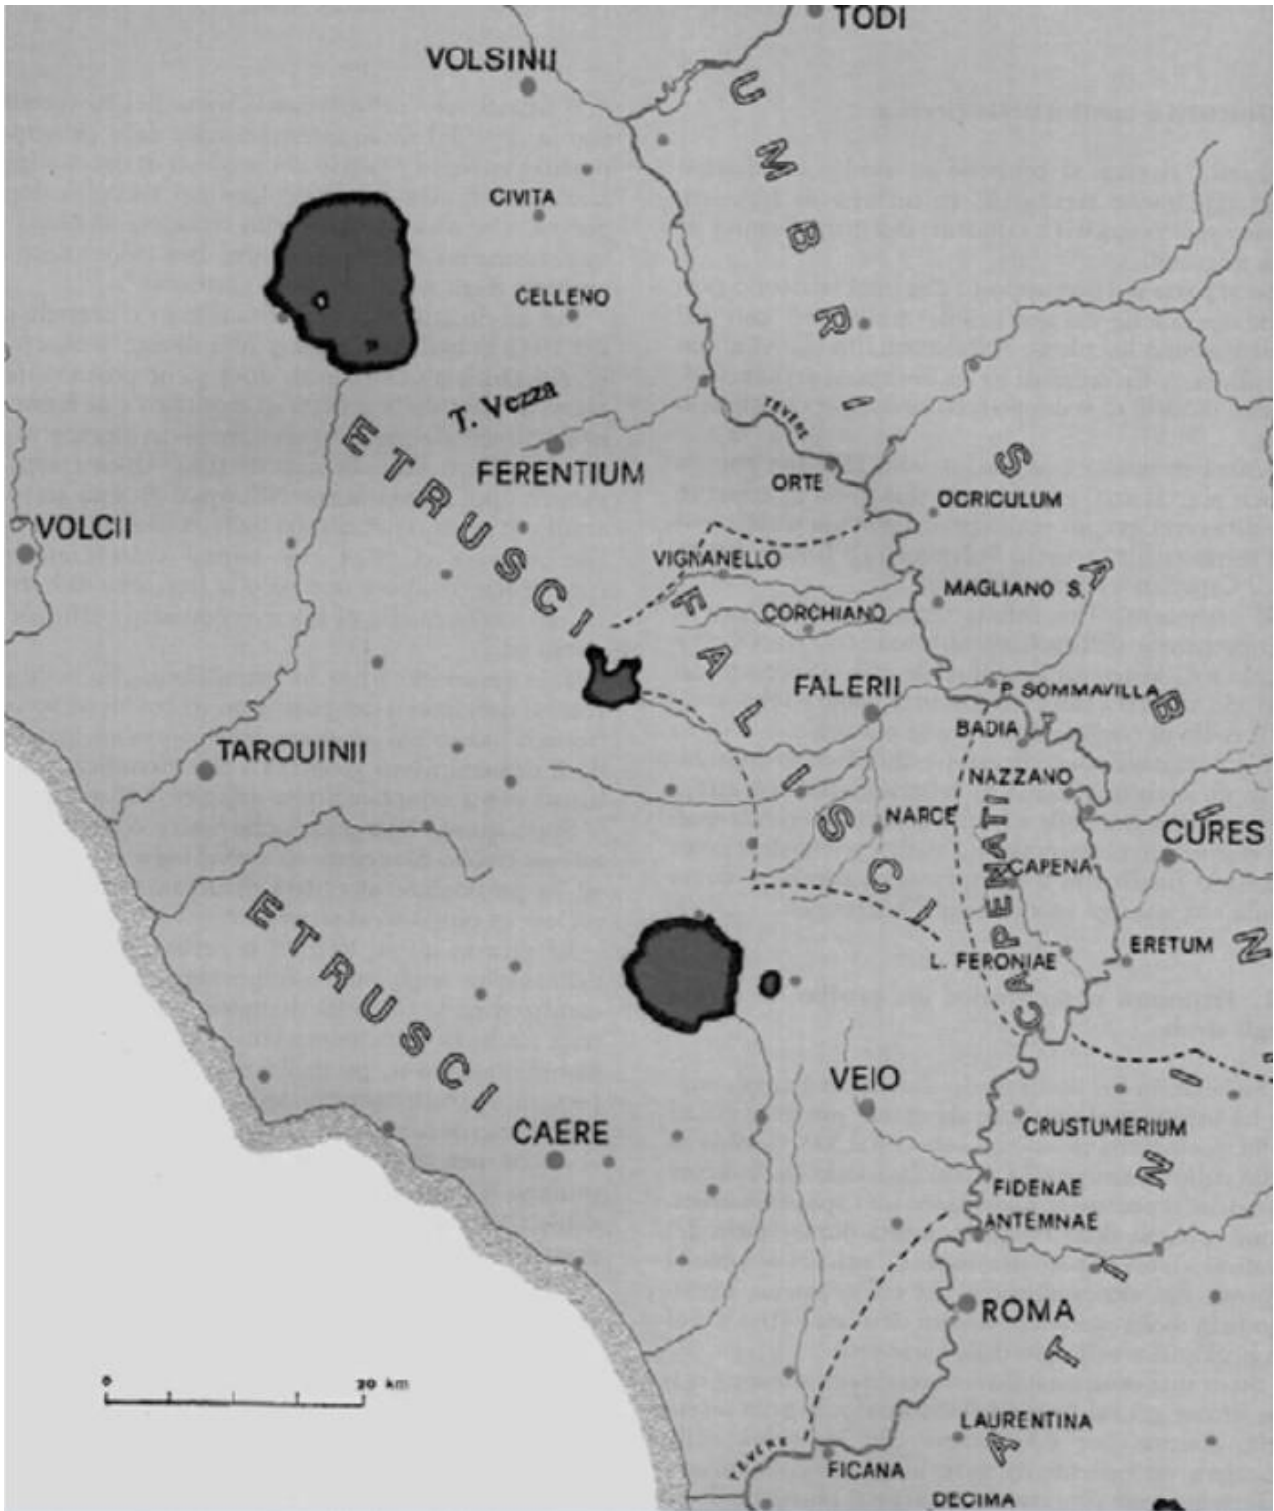 TODI
VOLSINII
UMBRI
CIVITA
CELLENO
T. Vezza
TEVERE
ETRUSCI
FERENTIUM
ORTE
SABIN
OCRICULUM
VOLCII
VIGNANELLO
FALISCI
MAGLIANO S.
CORCHIANO
FALERII
P. SOMMAVILLA
BADIA
TARQUINII
NAZZANO
NARCE
CURES
CAPENATI
CAPENA
ETRUSCI
ERETUM
L. FERONIAE
VEIO
CAERE
CRUSTUMERIUM
FIDENAE
ANTEMNAE
ROMA
ATINI
0 20 km
LAURENTINA
TEVERE
FICANA
DECIMA